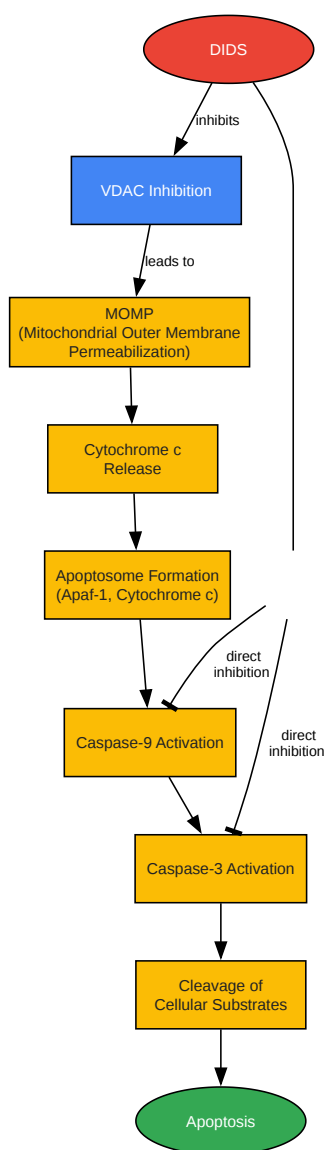 DIDS
inhibits
VDAC Inhibition
leads to
MOMP
(Mitochondrial Outer Membrane
Permeabilization)
Cytochrome c
Release
Apoptosome Formation
(Apaf-1, Cytochrome c)
direct
inhibition
Caspase-9 Activation
direct
inhibition
Caspase-3 Activation
Cleavage of
Cellular Substrates
Apoptosis